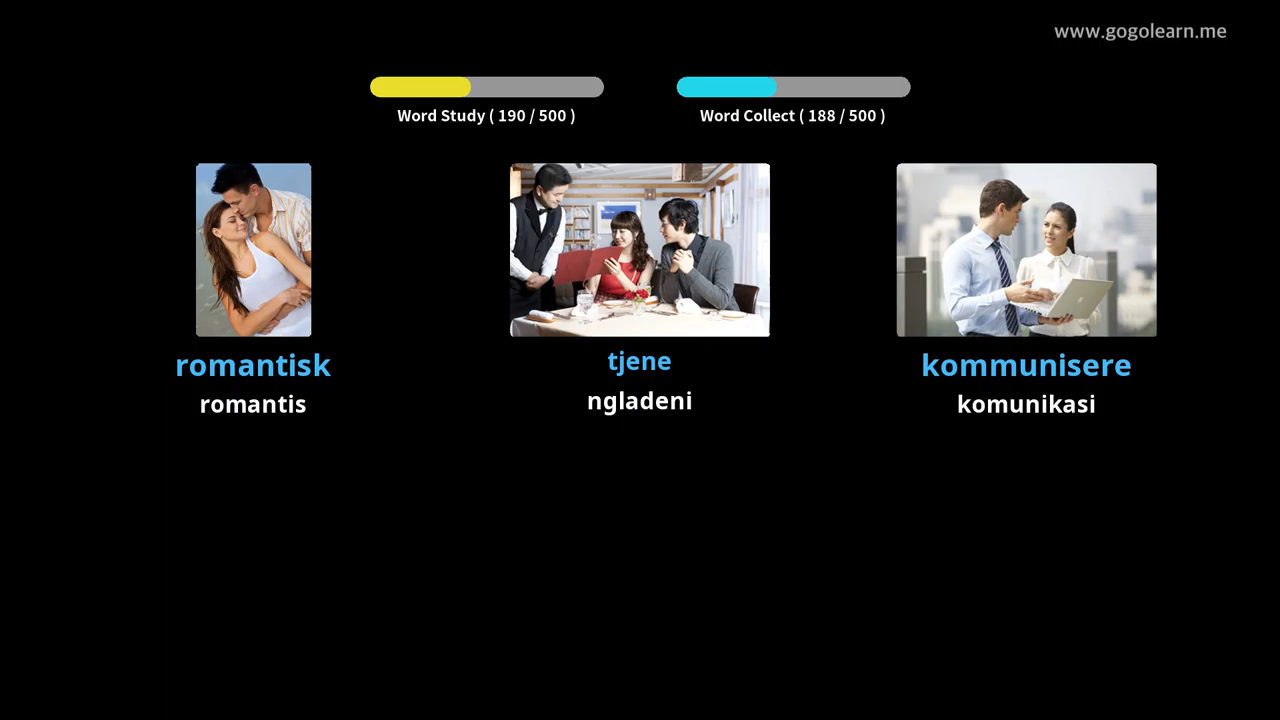 www.gogolearn.me
Word Study ( 190 / 500 )
Word Collect ( 188 / 500 )
romantisk
romantis
tjene
ngladeni
kommunisere
komunikasi